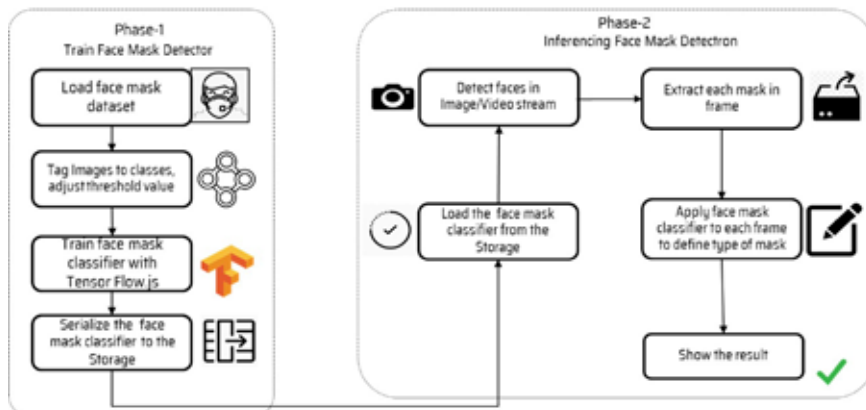 Phase-1
Train Face Mask Detector
Load face mask
dataset
Tag Images to classes,
adjust threshold value
Train face mask
classifier with
Tensor Flow.js
Serialize the face
mask classifier to the
Storage
Phase-2
Inferencing Face Mask Detectron
Detect faces in
Image/Video stream
Extract each mask in
frame
Load the face mask
classifier from the
Storage
Apply face mask
classifier to each frame
to define type of mask
Show the result